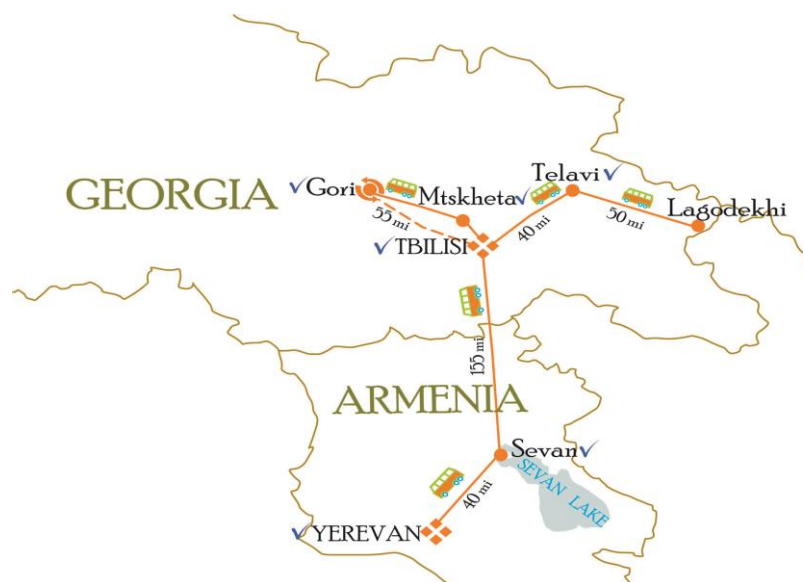 GEORGIA
Gori
Mtskheta
Telavi
Lagodekhi
55 mi
TBILISI
40 mi
50 mi
155 mi
ARMENIA
Sevan
SEVAN LAKE
40 mi
YEREVAN